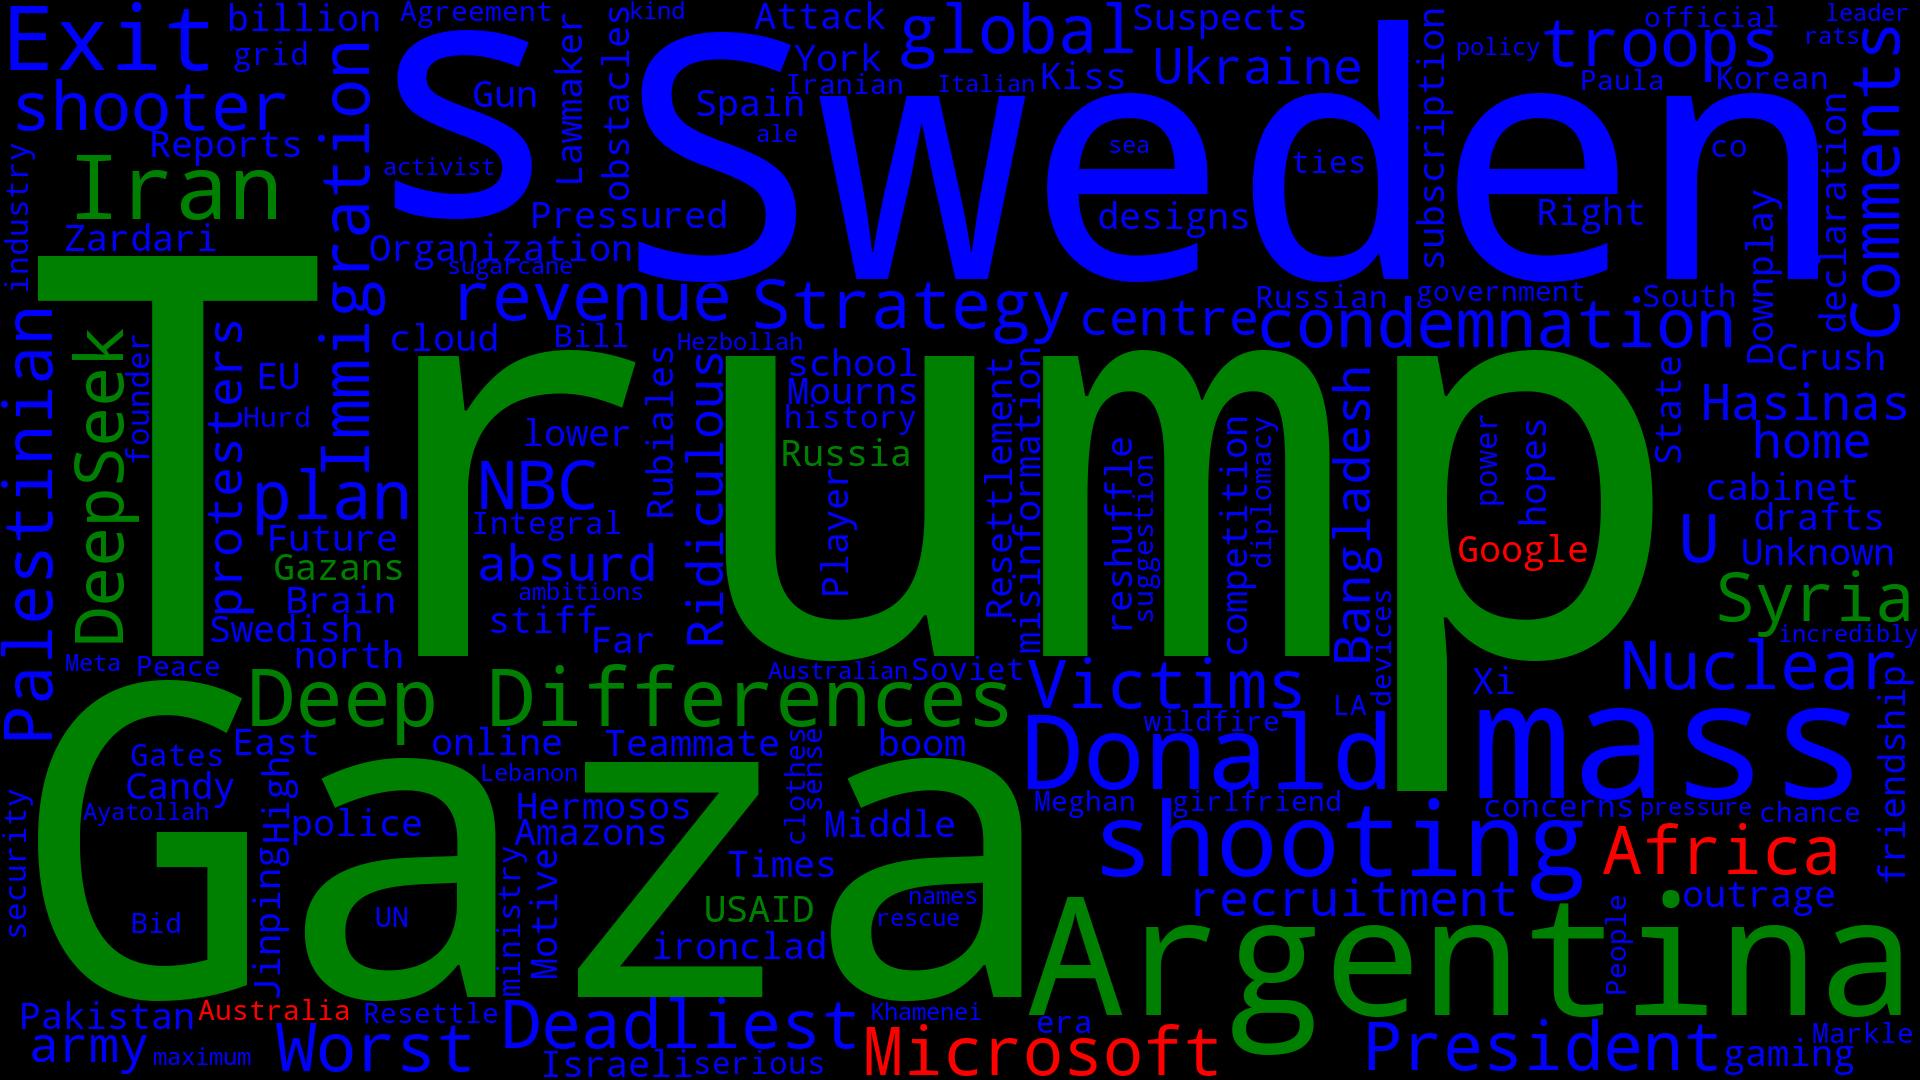 Exit
billion
Agreement
kind
Attack
global
Suspects
official
leader
grid
York
Ukraine
policy
troops
rats
shooter
Gun
Lawmaker
obstacles
Spain
Iranian
Italian
Kiss
subscription
Paula
Korean
Comments
Reports
Immigration
s
Sweden
ale
sea
ties
co
declaration
industry
Iran
activist
Pressured
designs
Right
Downplay
Zardari
Organization
sugarcane
revenue
Strategy
centre
Russian
government
South
condemnation
Palestinian
DeepSeek
founder
Trump
protesters
cloud
Bill
Hezbollah
school
Crush
EU
Hurd
Rubiales
Ridiculous
Mourns
history
Resettlement
misinformation
Bangladesh
State
Hasinas
home
lower
Russia
reshuffle
suggestion
competition
diplomacy
power
hopes
plan
NBC
Player
cabinet
drafts
Integral
Future
U
Unknown
Gazans
absurd
Google
Brain
ambitions
devices
Syria
Swedish
stiff
Far
incredibly
north
Meta
Peace
Australian
Soviet
Victims
Xi
Nuclear
Deep Differences
LA
wildfire
friendship
Gates
East
online
Teammate
clothes
sense
boom
Donald
mass
Candy
Lebanon
Gaza
High
Ayatollah
Hermosos
Meghan
girlfriend
concerns
pressure
chance
security
police
Amazons
Middle
shooting
Africa
Jinping
ministry
Motive
Times
recruitment
outrage
Bid
UN
USAID
names
rescue
Argentina
People
ironclad
Pakistan
Australia
Resettle
Deadliest
Khamenei
era
army
maximum
Worst
Israeli
serious
Microsoft
President
Markle
gaming